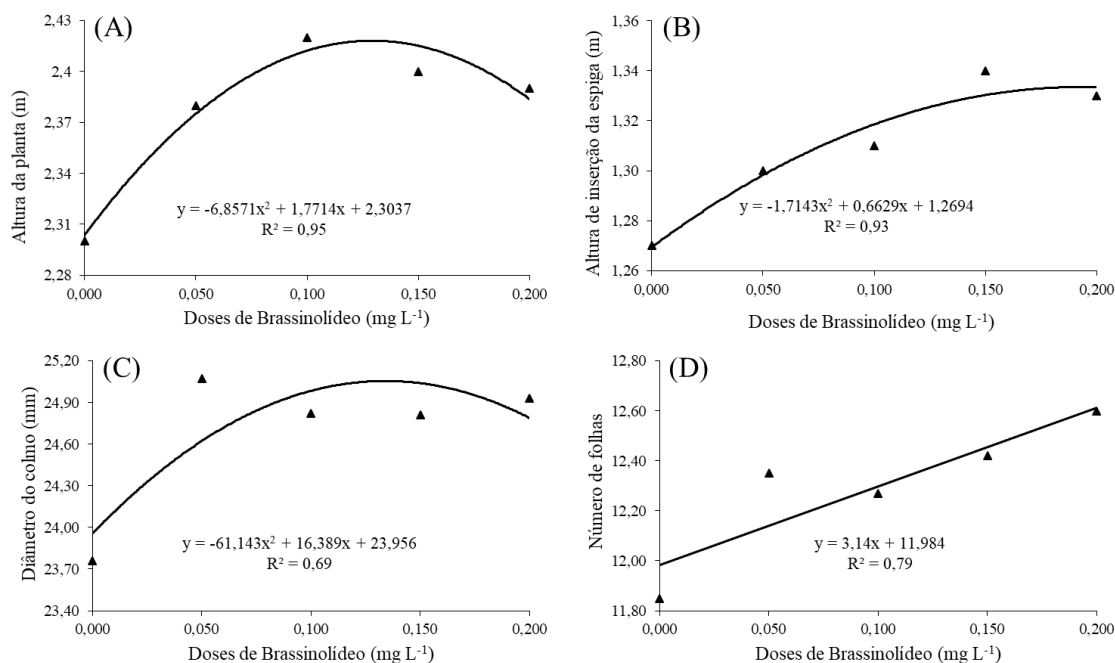 (A)
Altura da planta (m)
2,43
2,4
2,37
2,34
2,31
2,28
y = -6,8571x² + 1,7714x + 2,3037
R² = 0,95
0,000 0,050 0,100 0,150 0,200
Doses de Brassinolídeo (mg L⁻¹)
(B)
Altura de inserção da espiga (m)
1,36
1,34
1,32
1,30
1,28
1,26
y = -1,7143x² + 0,6629x + 1,2694
R² = 0,93
0,000 0,050 0,100 0,150 0,200
Doses de Brassinolídeo (mg L⁻¹)
(C)
Diâmetro do colmo (mm)
25,20
24,90
24,60
24,30
24,00
23,70
23,40
y = -61,143x² + 16,389x + 23,956
R² = 0,69
0,000 0,050 0,100 0,150 0,200
Doses de Brassinolídeo (mg L⁻¹)
(D)
Número de folhas
12,80
12,60
12,40
12,20
12,00
11,80
y = 3,14x + 11,984
R² = 0,79
0,000 0,050 0,100 0,150 0,200
Doses de Brassinolídeo (mg L⁻¹)